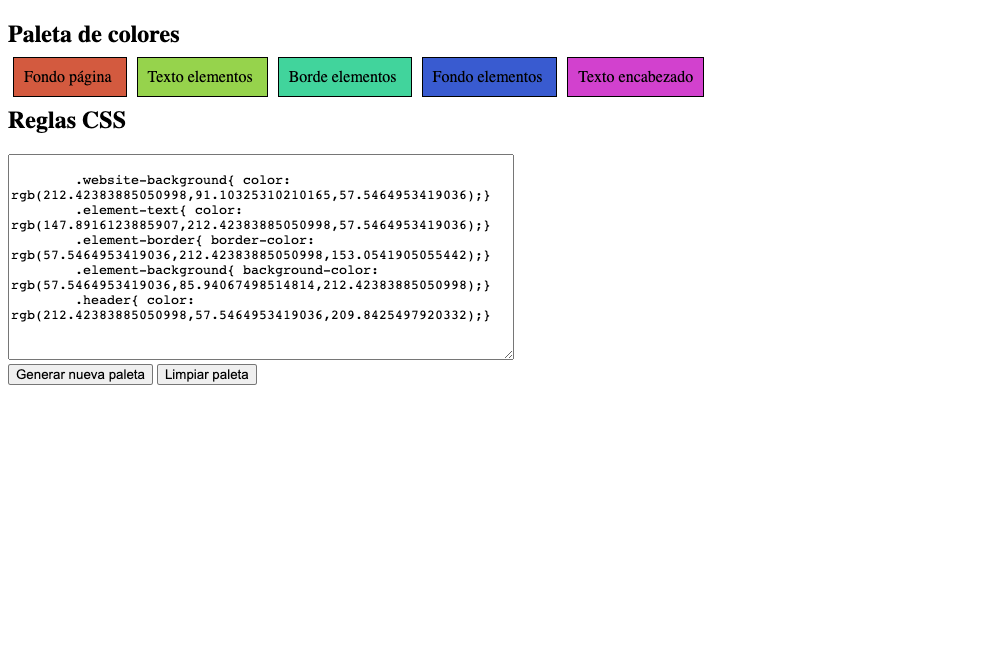 Paleta de colores
Fondo página Texto elementos Borde elementos Fondo elementos Texto encabezado
Reglas CSS
.website-background{ color:
rgb(212.42383885050998,91.10325310210165,57.5464953419036);}
.element-text{ color:
rgb(147.8916123885907,212.42383885050998,57.5464953419036);}
.element-border{ border-color:
rgb(57.5464953419036,212.42383885050998,153.0541905055442);}
.element-background{ background-color:
rgb(57.5464953419036,85.94067498514814,212.42383885050998);}
.header{ color:
rgb(212.42383885050998,57.5464953419036,209.8425497920332);}
Generar nueva paleta Limpiar paleta